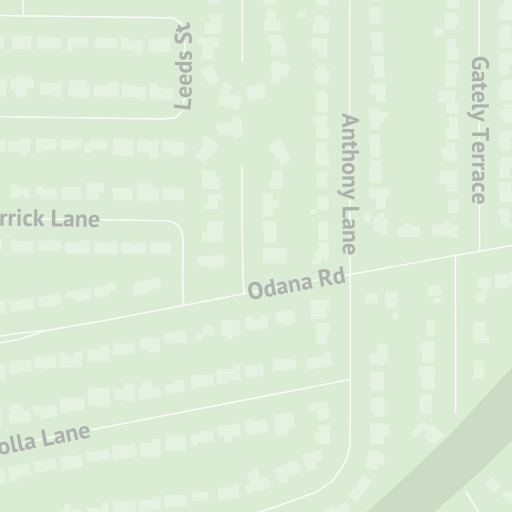 Leeds St
Gately Terrace
Anthony Lane
rrick Lane
Odana Rd
olla Lane